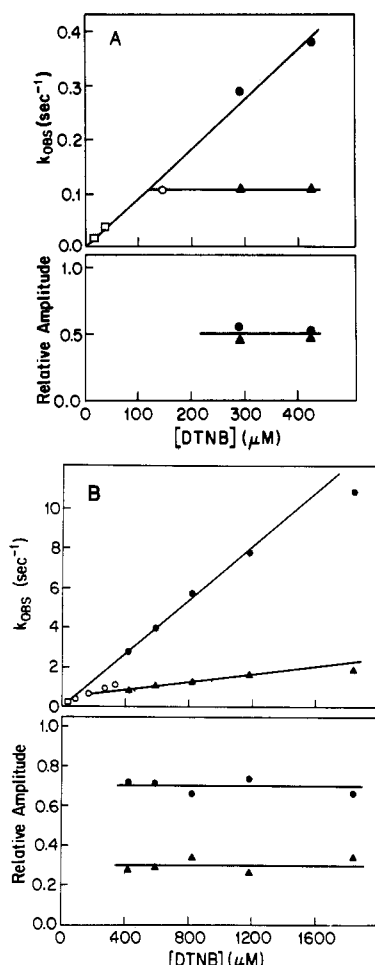 A
k_OBS (sec⁻¹)
0.4
0.3
0.2
0.1
0.0
Relative Amplitude
1.0
0.5
0.0
0 100 200 300 400
[DTNB] (μM)
B
k_OBS (sec⁻¹)
10
8
6
4
2
0
Relative Amplitude
1.0
0.8
0.6
0.4
0.2
0.0
0 400 800 1200 1600
[DTNB] (μM)